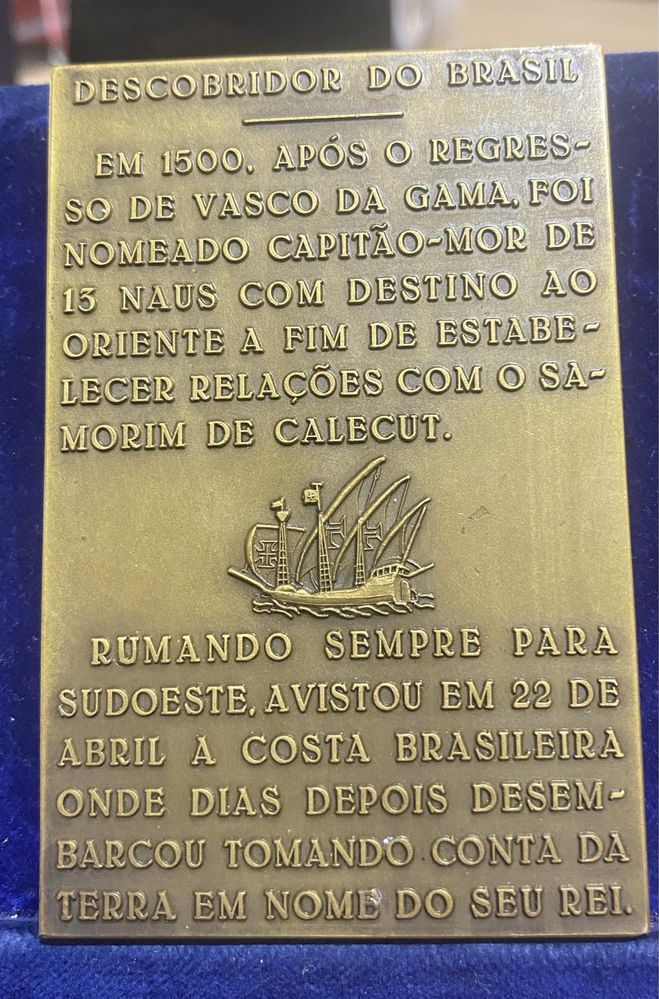 DESCOBRIDOR DO BRASIL
EM 1500, APÓS O REGRES-
SO DE VASCO DA GAMA, FOI
NOMEADO CAPITÃO-MOR DE
13 NAUS COM DESTINO AO
ORIENTE A FIM DE ESTABE-
LECER RELAÇÕES COM O SA-
MORIM DE CALECUT.
RUMANDO SEMPRE PARA
SUDOESTE, AVISTOU EM 22 DE
ABRIL A COSTA BRASILEIRA
ONDE DIAS DEPOIS DESEM-
BARCOU TOMANDO CONTA DA
TERRA EM NOME DO SEU REI.